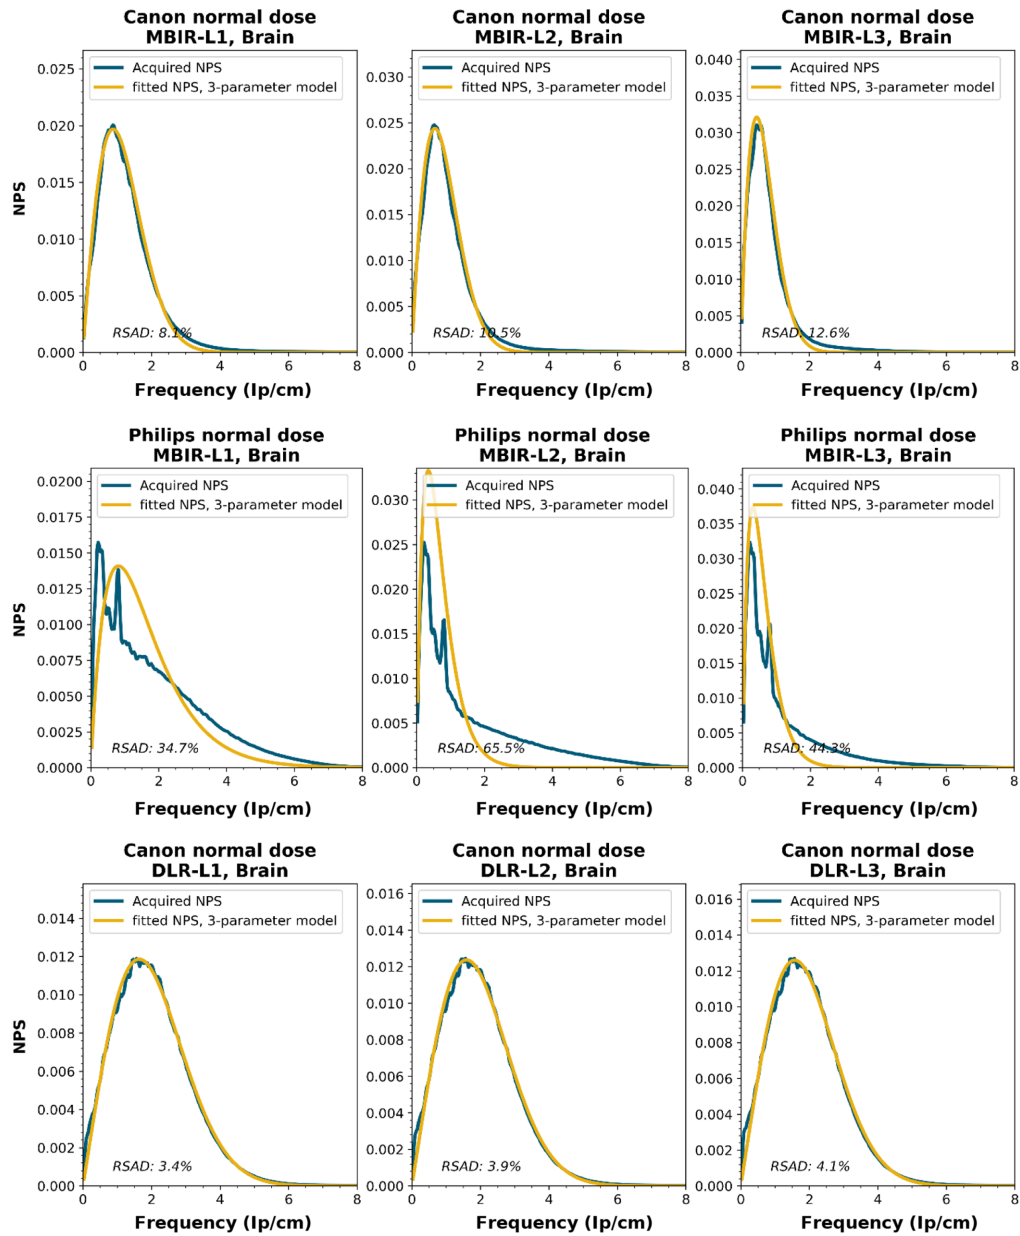 Canon normal dose
MBIR-L1, Brain
Canon normal dose
MBIR-L2, Brain
Canon normal dose
MBIR-L3, Brain
Acquired NPS
fitted NPS, 3-parameter model
Acquired NPS
fitted NPS, 3-parameter model
Acquired NPS
fitted NPS, 3-parameter model
NPS
0.025
0.020
0.015
0.010
0.005
0.000
0.030
0.025
0.020
0.015
0.010
0.005
0.000
0.040
0.035
0.030
0.025
0.020
0.015
0.010
0.005
0.000
RSAD: 8.1%
RSAD: 10.5%
RSAD: 12.6%
0 2 4 6 8
0 2 4 6 8
0 2 4 6 8
Frequency (Ip/cm)
Frequency (Ip/cm)
Frequency (Ip/cm)
Philips normal dose
MBIR-L1, Brain
Philips normal dose
MBIR-L2, Brain
Philips normal dose
MBIR-L3, Brain
Acquired NPS
fitted NPS, 3-parameter model
Acquired NPS
fitted NPS, 3-parameter model
Acquired NPS
fitted NPS, 3-parameter model
NPS
0.0200
0.0175
0.0150
0.0125
0.0100
0.0075
0.0050
0.0025
0.0000
0.030
0.025
0.020
0.015
0.010
0.005
0.000
0.040
0.035
0.030
0.025
0.020
0.015
0.010
0.005
0.000
RSAD: 34.7%
RSAD: 65.5%
RSAD: 44.3%
0 2 4 6 8
0 2 4 6 8
0 2 4 6 8
Frequency (Ip/cm)
Frequency (Ip/cm)
Frequency (Ip/cm)
Canon normal dose
DLR-L1, Brain
Canon normal dose
DLR-L2, Brain
Canon normal dose
DLR-L3, Brain
Acquired NPS
fitted NPS, 3-parameter model
Acquired NPS
fitted NPS, 3-parameter model
Acquired NPS
fitted NPS, 3-parameter model
NPS
0.014
0.012
0.010
0.008
0.006
0.004
0.002
0.000
0.016
0.014
0.012
0.010
0.008
0.006
0.004
0.002
0.000
0.016
0.014
0.012
0.010
0.008
0.006
0.004
0.002
0.000
RSAD: 3.4%
RSAD: 3.9%
RSAD: 4.1%
0 2 4 6 8
0 2 4 6 8
0 2 4 6 8
Frequency (Ip/cm)
Frequency (Ip/cm)
Frequency (Ip/cm)